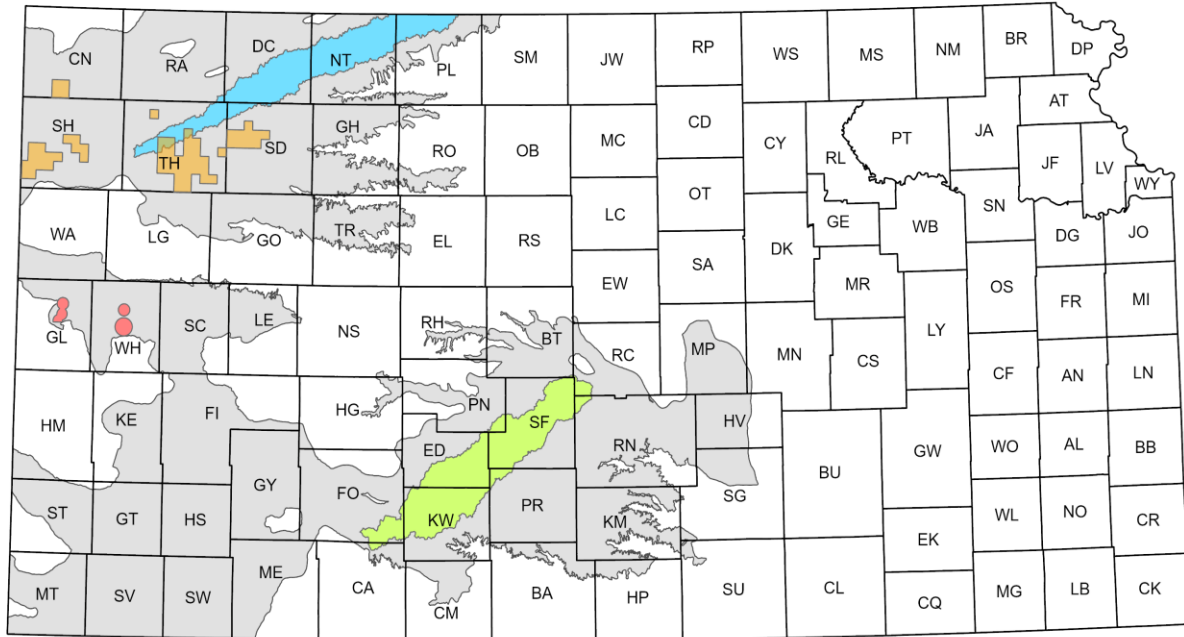 CN RA DC NT PL SM JW RP WS MS NM BR DP
SH TH SD GH RO OB MC CD CY RL PT JA AT
JF LV WY
WA LG GO TR EL RS LC OT DK GE WB SN DG JO
GL WH SC LE NS RH BT EW SA MR OS FR MI
RC MP MN CS LY CF AN LN
HM KE FI HG PN SF RN HV BU GW WO AL BB
ED
ST GT HS GY FO KW PR KM SG WL NO CR
EK
MT SV SW ME CA CM BA HP SU CL CQ MG LB CK